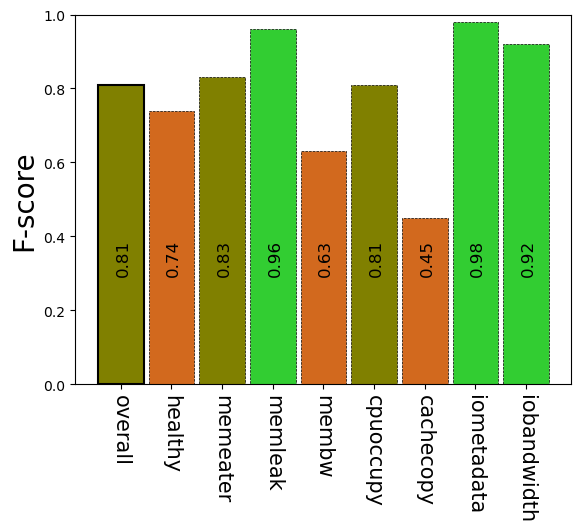 F-score
1.0
0.8
0.6
0.4
0.2
0.0
0.81
0.74
0.83
0.96
0.63
0.81
0.45
0.98
0.92
overall
healthy
memeater
memleak
membw
cpuoccupy
cachecopy
iometadata
iobandwidth